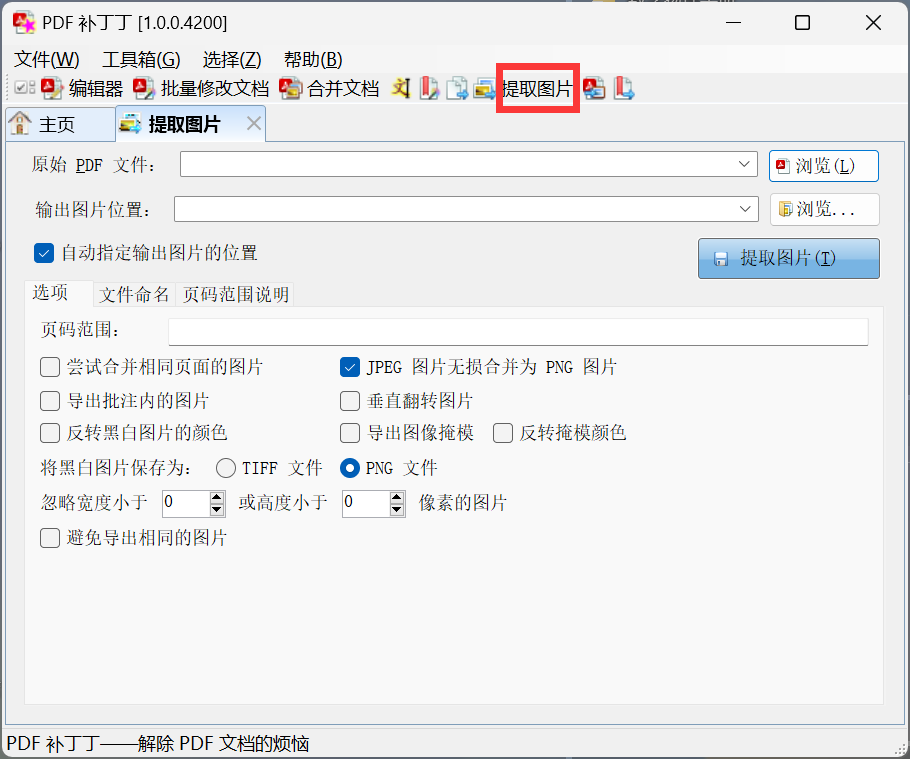 PDF 补丁丁 [1.0.0.4200]
文件(W) 工具箱(G) 选择(Z) 帮助(B)
编辑器 批量修改文档 合并文档 提取图片
主页 提取图片
原始 PDF 文件: 浏览(L)
输出图片位置: 浏览...
自动指定输出图片的位置
提取图片(T)
选项 文件命名 页码范围说明
页码范围:
尝试合并相同页面的图片 JPEG 图片无损合并为 PNG 图片
导出批注内的图片 垂直翻转图片
反转黑白图片的颜色 导出图像掩模 反转掩模颜色
将黑白图片保存为: TIFF 文件 PNG 文件
忽略宽度小于 0 或高度小于 0 像素的图片
避免导出相同的图片
PDF 补丁丁——解除 PDF 文档的烦恼